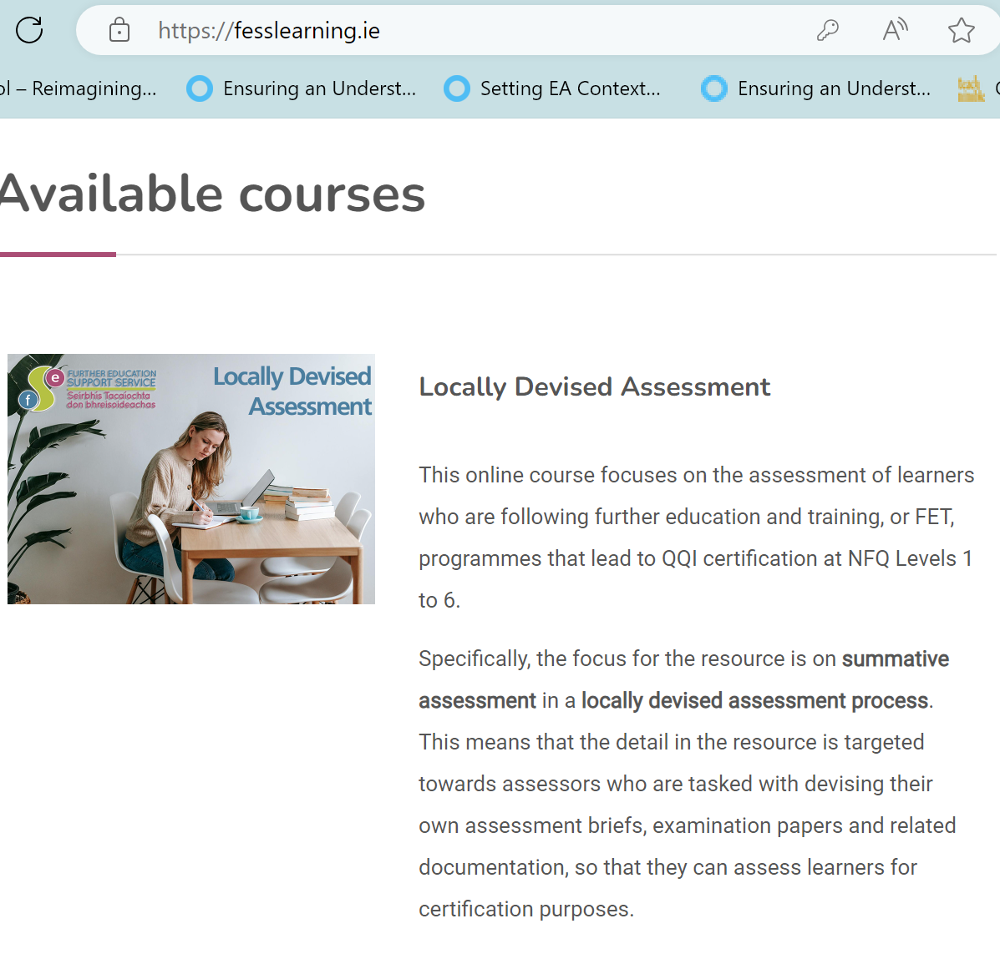 https://fesslearning.ie
ol – Reimagining... Ensuring an Underst... Setting EA Context... Ensuring an Underst...
Available courses
FURTHER EDUCATION
SUPPORT SERVICE
Seirbhís Tacaíochta
don bhreisoideachas
f
e
Locally Devised
Assessment
Locally Devised Assessment
This online course focuses on the assessment of learners
who are following further education and training, or FET,
programmes that lead to QQI certification at NFQ Levels 1
to 6.
Specifically, the focus for the resource is on summative
assessment in a locally devised assessment process.
This means that the detail in the resource is targeted
towards assessors who are tasked with devising their
own assessment briefs, examination papers and related
documentation, so that they can assess learners for
certification purposes.